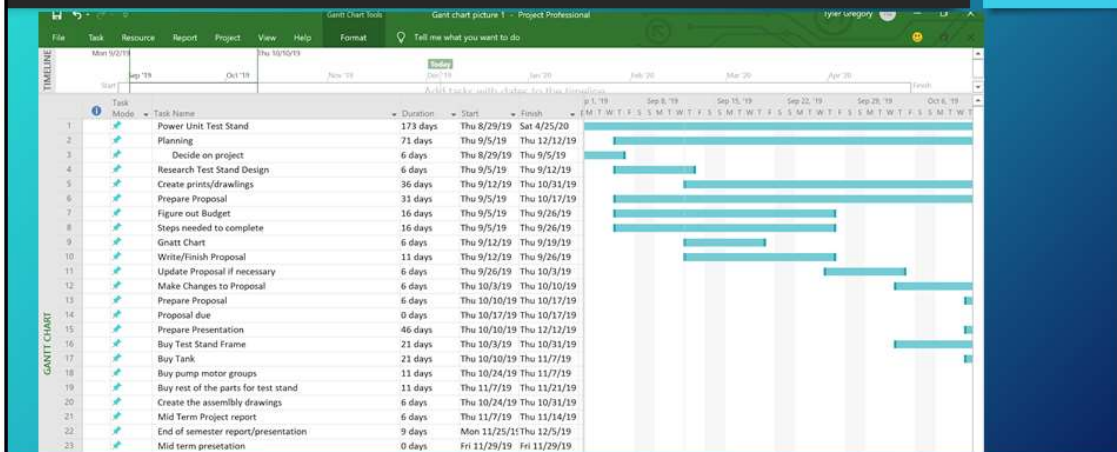 Gantt Chart Tools
Gantt chart picture 1 - Project Professional
Tyler Gregory
File Task Resource Report Project View Help Format Tell me what you want to do
TIMELINE
Mon 9/2/19 Thu 10/10/19
Today
Sep '19 Oct '19 Nov '19 Dec '19 Jan '20 Feb '20 Mar '20 Apr '20
Start Add tasks with dates to the timeline Finish
Task Mode Task Name Duration Start Finish
p 1, '19 Sep 8, '19 Sep 15, '19 Sep 22, '19 Sep 29, '19 Oct 6, '19
M T W T F S S M T W T F S S M T W T F S S M T W T F S S M T W T F S S M T W T F S
GANTT CHART
1 Power Unit Test Stand 173 days Thu 8/29/19 Sat 4/25/20
2 Planning 71 days Thu 9/5/19 Thu 12/12/19
3 Decide on project 6 days Thu 8/29/19 Thu 9/5/19
4 Research Test Stand Design 6 days Thu 9/5/19 Thu 9/12/19
5 Create prints/drawlings 36 days Thu 9/12/19 Thu 10/31/19
6 Prepare Proposal 31 days Thu 9/5/19 Thu 10/17/19
7 Figure out Budget 16 days Thu 9/5/19 Thu 9/26/19
8 Steps needed to complete 16 days Thu 9/5/19 Thu 9/26/19
9 Gnatt Chart 6 days Thu 9/12/19 Thu 9/19/19
10 Write/Finish Proposal 11 days Thu 9/12/19 Thu 9/26/19
11 Update Proposal if necessary 6 days Thu 9/26/19 Thu 10/3/19
12 Make Changes to Proposal 6 days Thu 10/3/19 Thu 10/10/19
13 Prepare Proposal 6 days Thu 10/10/19 Thu 10/17/19
14 Proposal due 0 days Thu 10/17/19 Thu 10/17/19
15 Prepare Presentation 46 days Thu 10/10/19 Thu 12/12/19
16 Buy Test Stand Frame 21 days Thu 10/3/19 Thu 10/31/19
17 Buy Tank 21 days Thu 10/10/19 Thu 11/7/19
18 Buy pump motor groups 11 days Thu 10/24/19 Thu 11/7/19
19 Buy rest of the parts for test stand 11 days Thu 11/7/19 Thu 11/21/19
20 Create the assemlbly drawings 6 days Thu 10/24/19 Thu 10/31/19
21 Mid Term Project report 6 days Thu 11/7/19 Thu 11/14/19
22 End of semester report/presentation 9 days Mon 11/25/1 Thu 12/5/19
23 Mid term presetation 0 days Fri 11/29/19 Fri 11/29/19